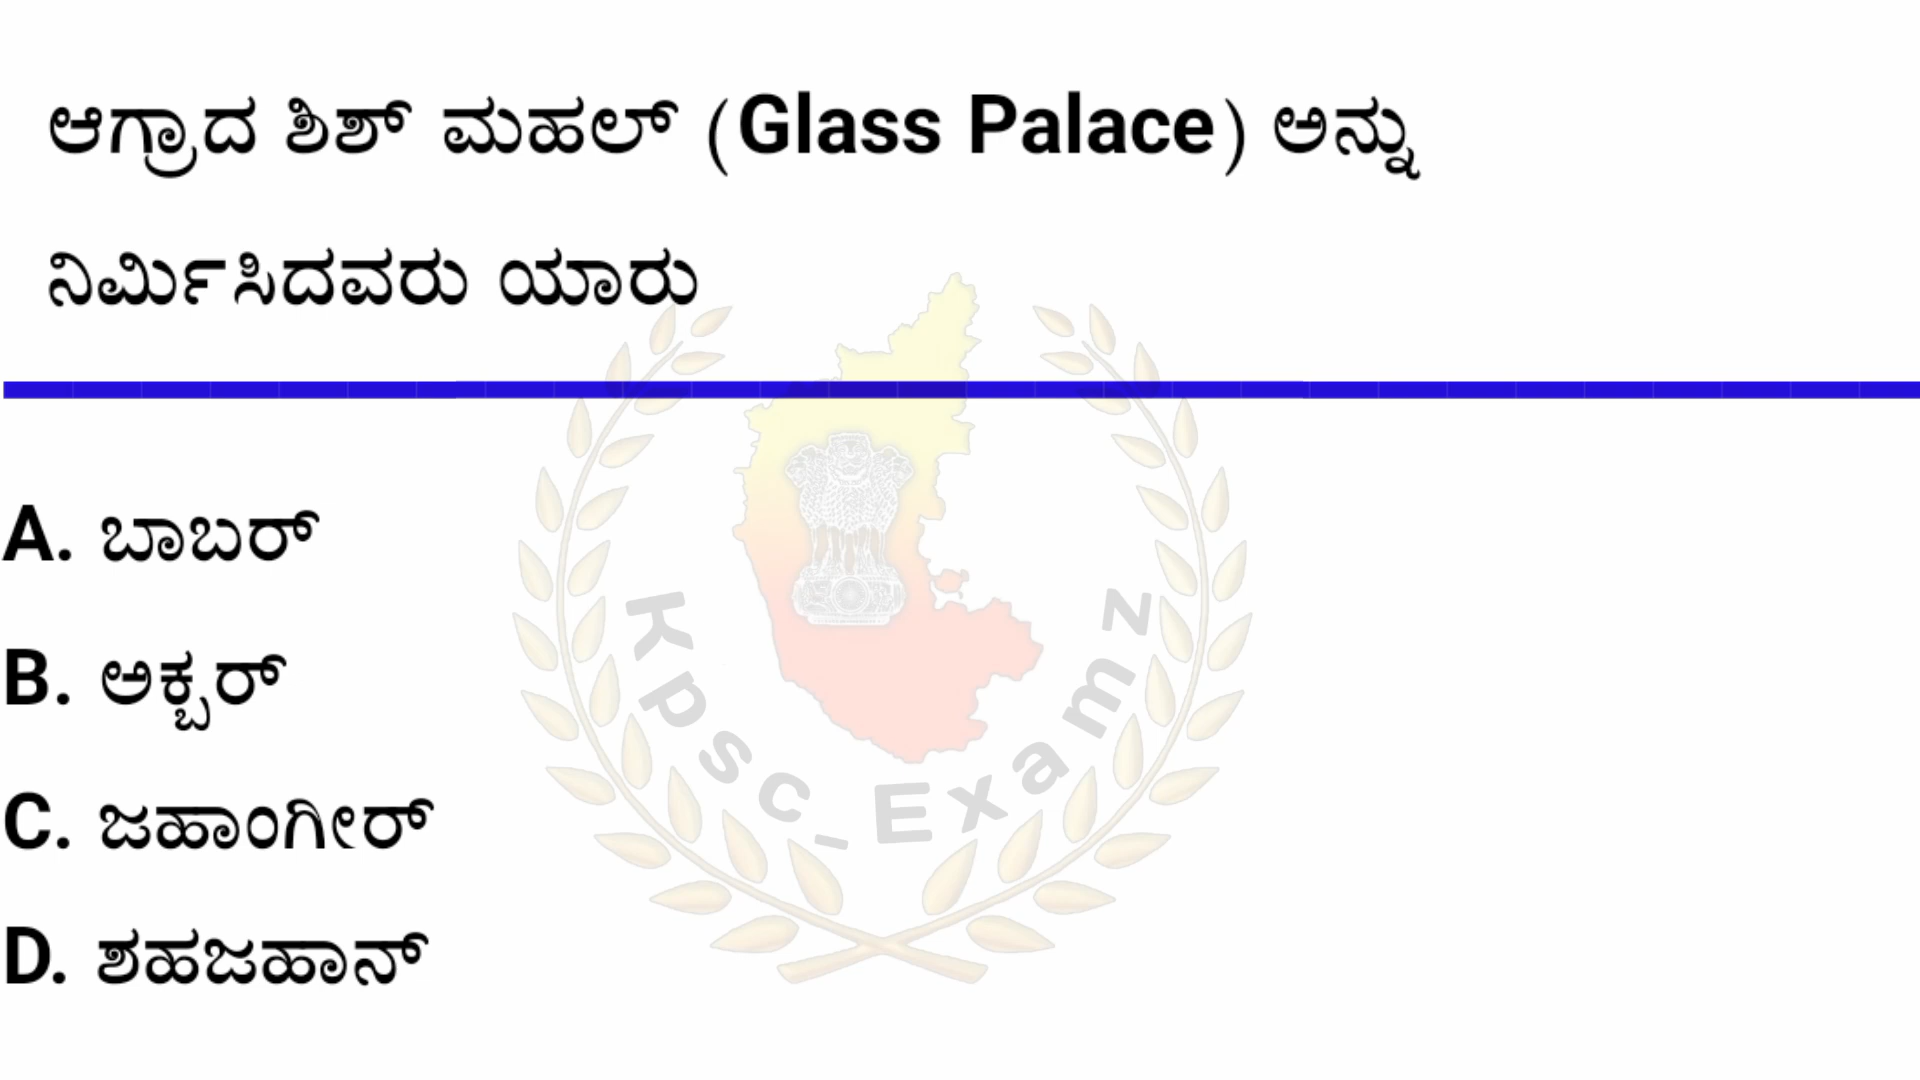 ಆಗ್ರಾದ ಶಿಶ್ ಮಹಲ್ (Glass Palace) ಅನ್ನು
ನಿರ್ಮಿಸಿದವರು ಯಾರು
A. ಬಾಬರ್
B. ಅಕ್ಬರ್
C. ಜಹಾಂಗೀರ್
D. ಶಹಜಹಾನ್
Kpsc_Examz